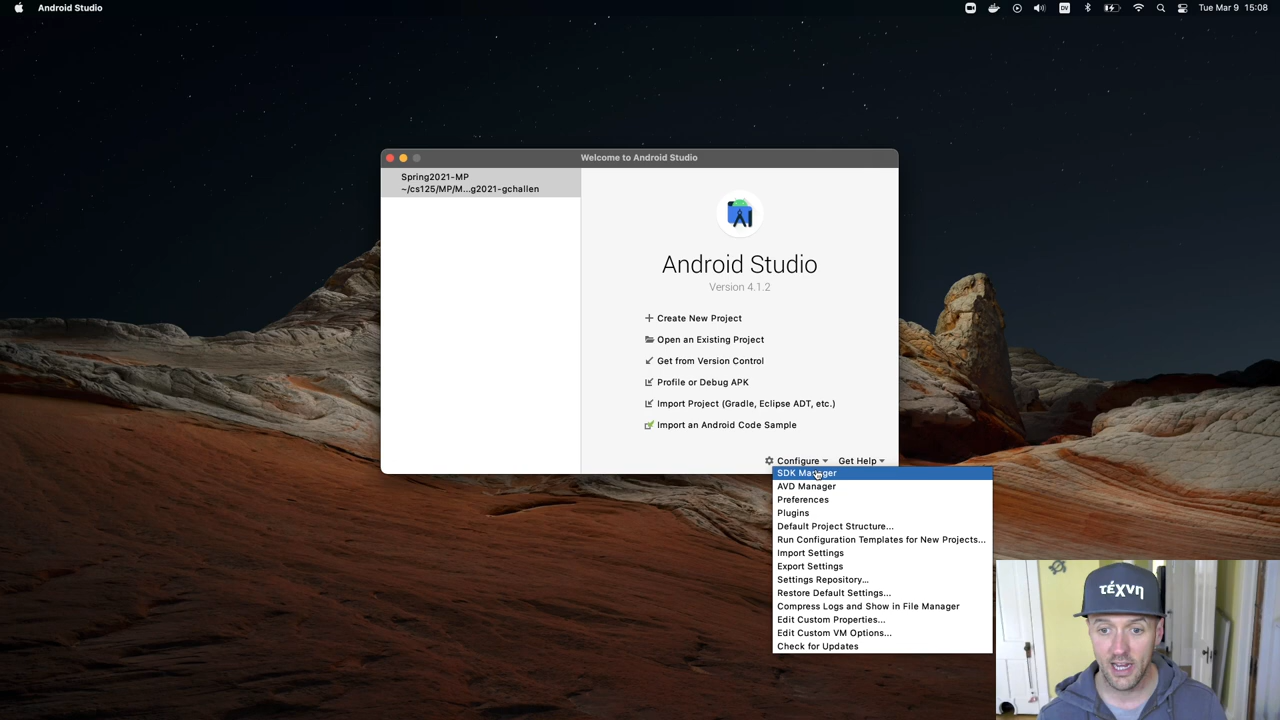 Android Studio
DV
Tue Mar 9 15:08
Welcome to Android Studio
Spring2021-MP
~/cs125/MP/M...g2021-gchallen
Android Studio
Version 4.1.2
Create New Project
Open an Existing Project
Get from Version Control
Profile or Debug APK
Import Project (Gradle, Eclipse ADT, etc.)
Import an Android Code Sample
Configure
Get Help
SDK Manager
AVD Manager
Preferences
Plugins
Default Project Structure...
Run Configuration Templates for New Projects...
Import Settings
Export Settings
Settings Repository...
Restore Default Settings...
Compress Logs and Show in File Manager
Edit Custom Properties...
Edit Custom VM Options...
Check for Updates
τέχνη